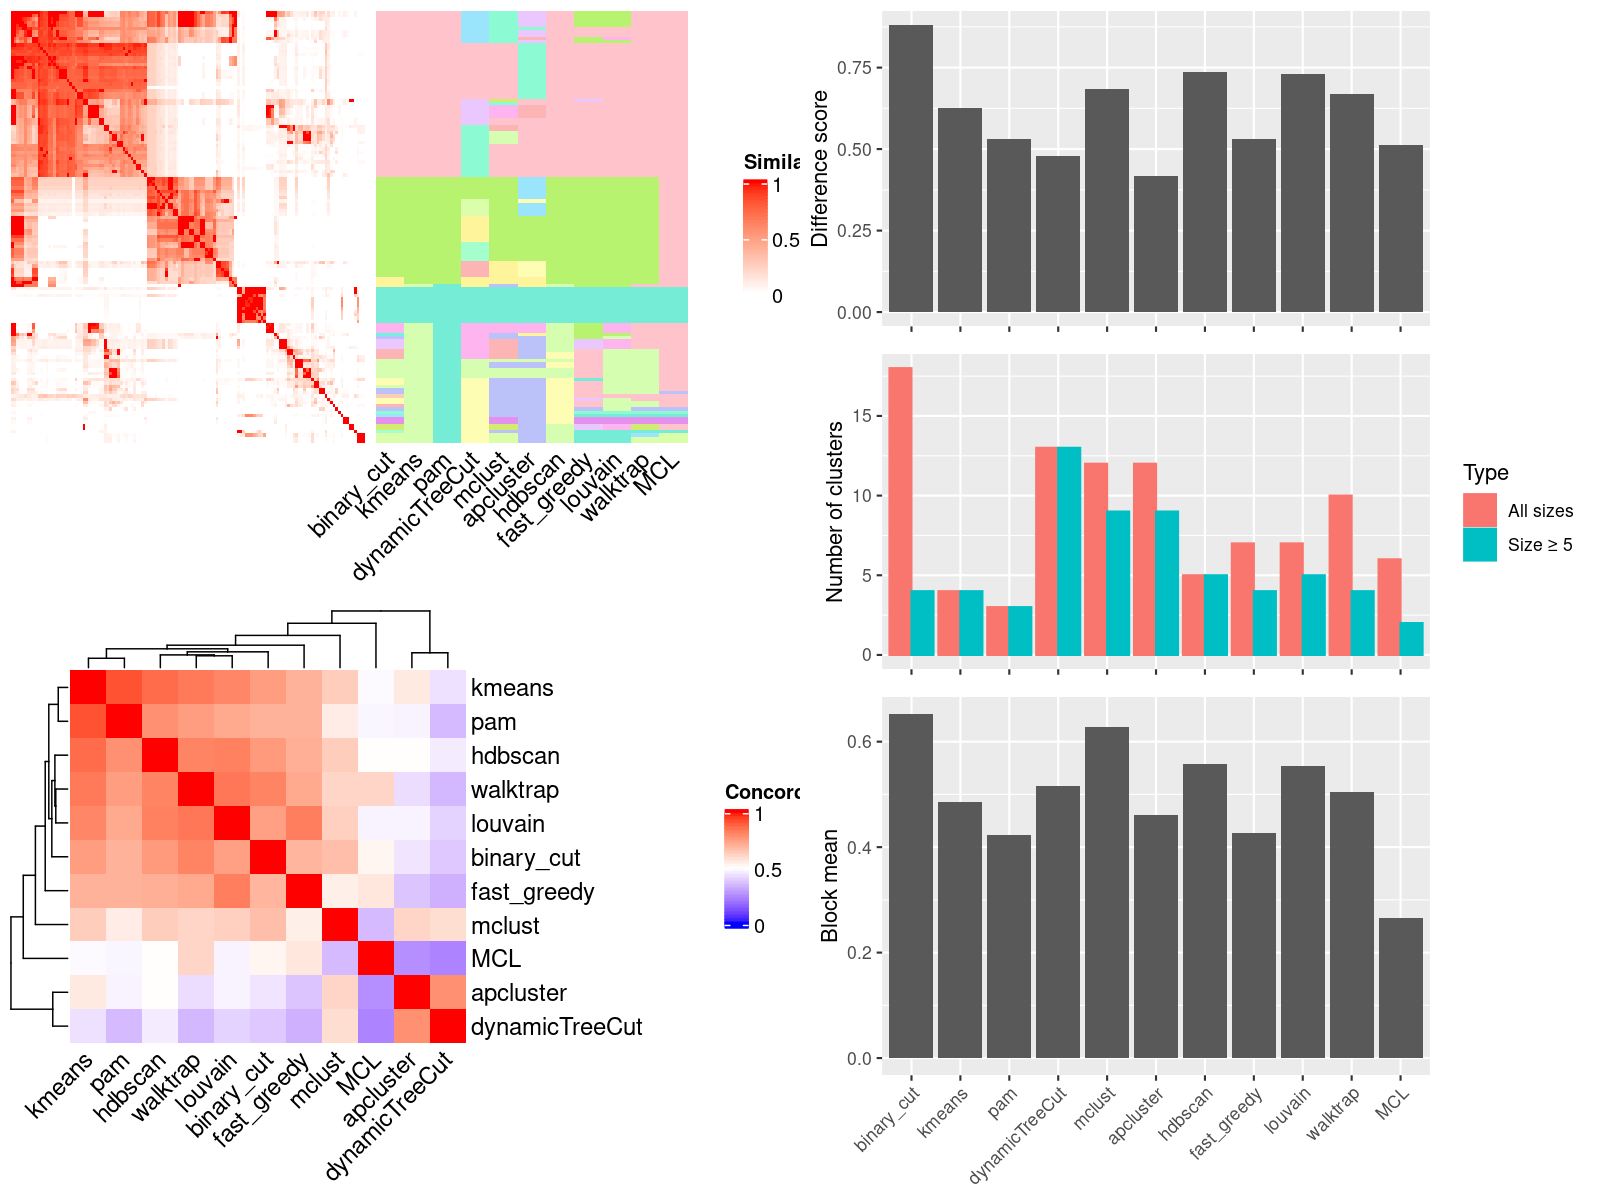 Simila
1
0.5
0
binary_cut
kmeans
pam
dynamicTreeCut
mclust
apcluster
hdbscan
fast_greedy
louvain
walktrap
MCL
kmeans
pam
hdbscan
walktrap
louvain
binary_cut
fast_greedy
mclust
MCL
apcluster
dynamicTreeCut
kmeans
pam
hdbscan
walktrap
louvain
binary_cut
fast_greedy
mclust
MCL
apcluster
dynamicTreeCut
Concord
1
0.5
0
Difference score
0.75
0.50
0.25
0.00
Number of clusters
15
10
5
0
Type
All sizes
Size ≥ 5
Block mean
0.6
0.4
0.2
0.0
binary_cut
kmeans
pam
dynamicTreeCut
mclust
apcluster
hdbscan
fast_greedy
louvain
walktrap
MCL